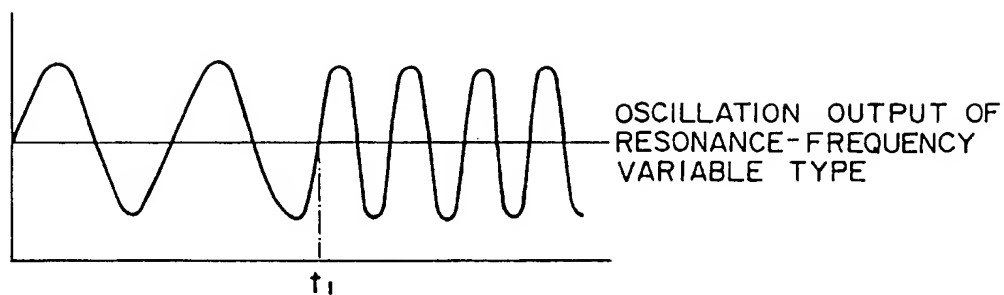 OSCILLATION OUTPUT OF
RESONANCE-FREQUENCY
VARIABLE TYPE
t1